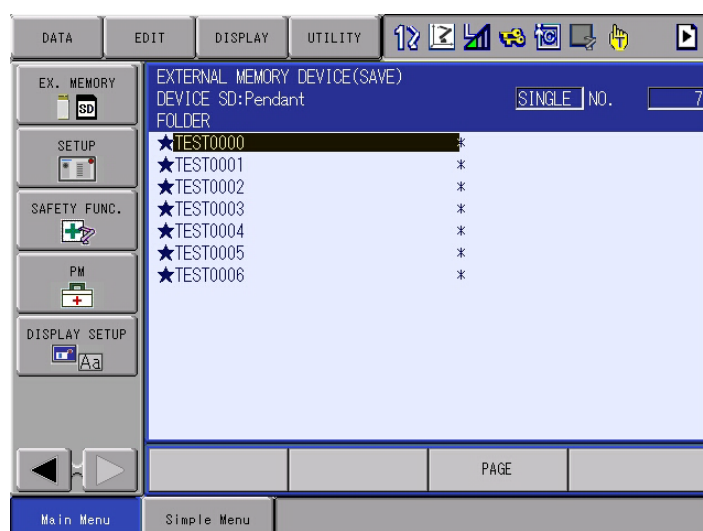 DATA EDIT DISPLAY UTILITY
EX. MEMORY
SD
SETUP
SAFETY FUNC.
PM
DISPLAY SETUP
Aa
EXTERNAL MEMORY DEVICE(SAVE)
DEVICE SD:Pendant SINGLE NO. 7
FOLDER
★TEST0000 *
★TEST0001 *
★TEST0002 *
★TEST0003 *
★TEST0004 *
★TEST0005 *
★TEST0006 *
PAGE
Main Menu Simple Menu